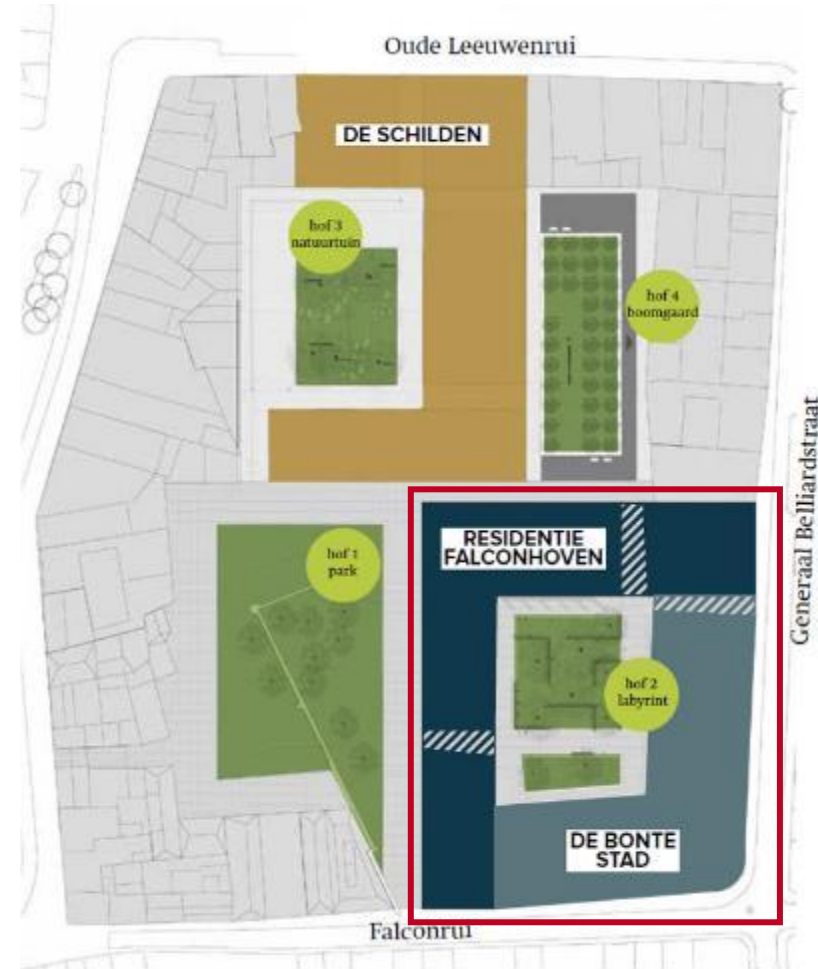 Oude Leeuwenrui
DE SCHILDEN
hof 3
natuurtuin
hof 4
boomgaard
Generaal Belliardstraat
RESIDENTIE
FALCONHOVEN
hof 1
park
hof 2
labyrint
DE BONTE
STAD
Falconrui